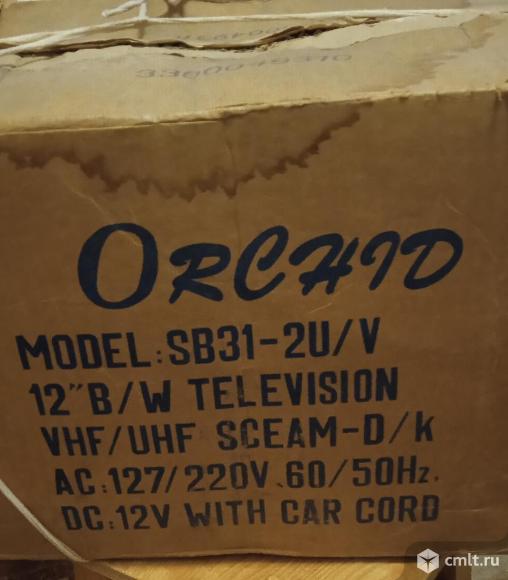 ORCHID
MODEL: SB31-2U/V
12" B/W TELEVISION
VHF/UHF SCEAM-D/K
AC: 127/220V 60/50Hz.
DC: 12V WITH CAR CORD
cmlt.ru